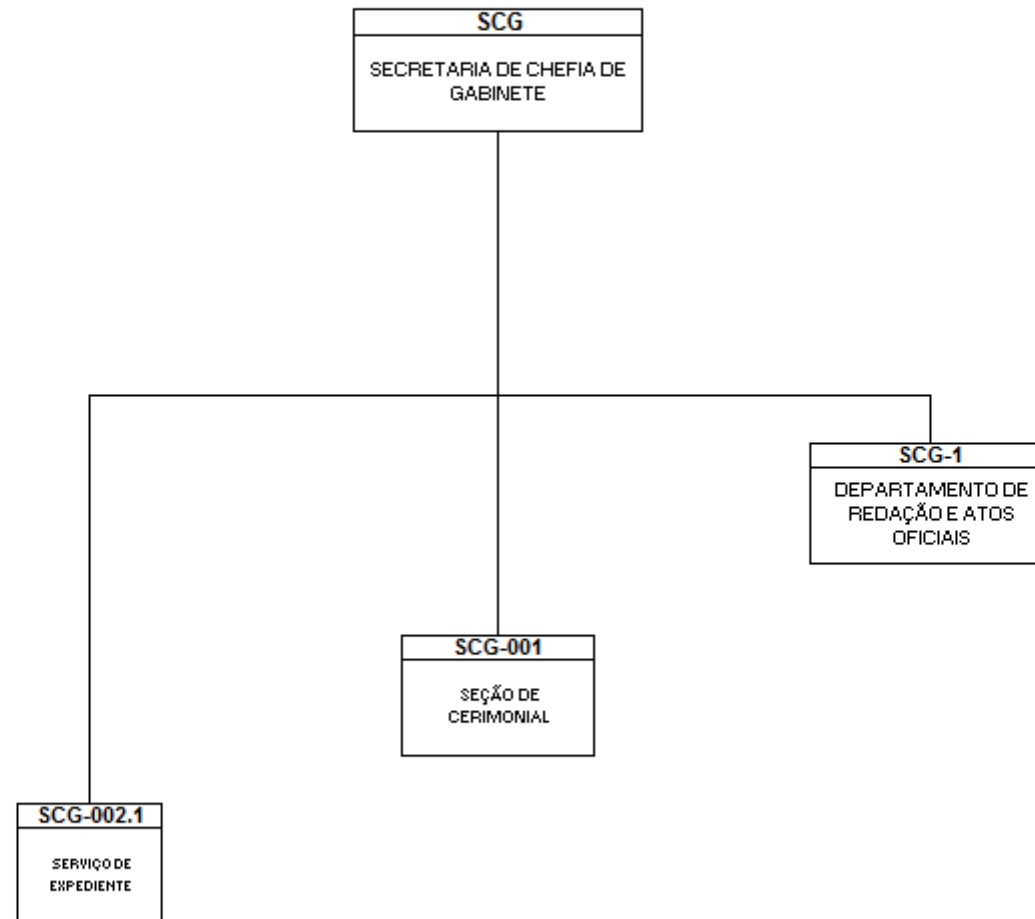 SCG
SECRETARIA DE CHEFIA DE
GABINETE
SCG-1
DEPARTAMENTO DE
REDAÇÃO E ATOS
OFICIAIS
SCG-001
SEÇÃO DE
CERIMONIAL
SCG-002.1
SERVIÇO DE
EXPEDIENTE